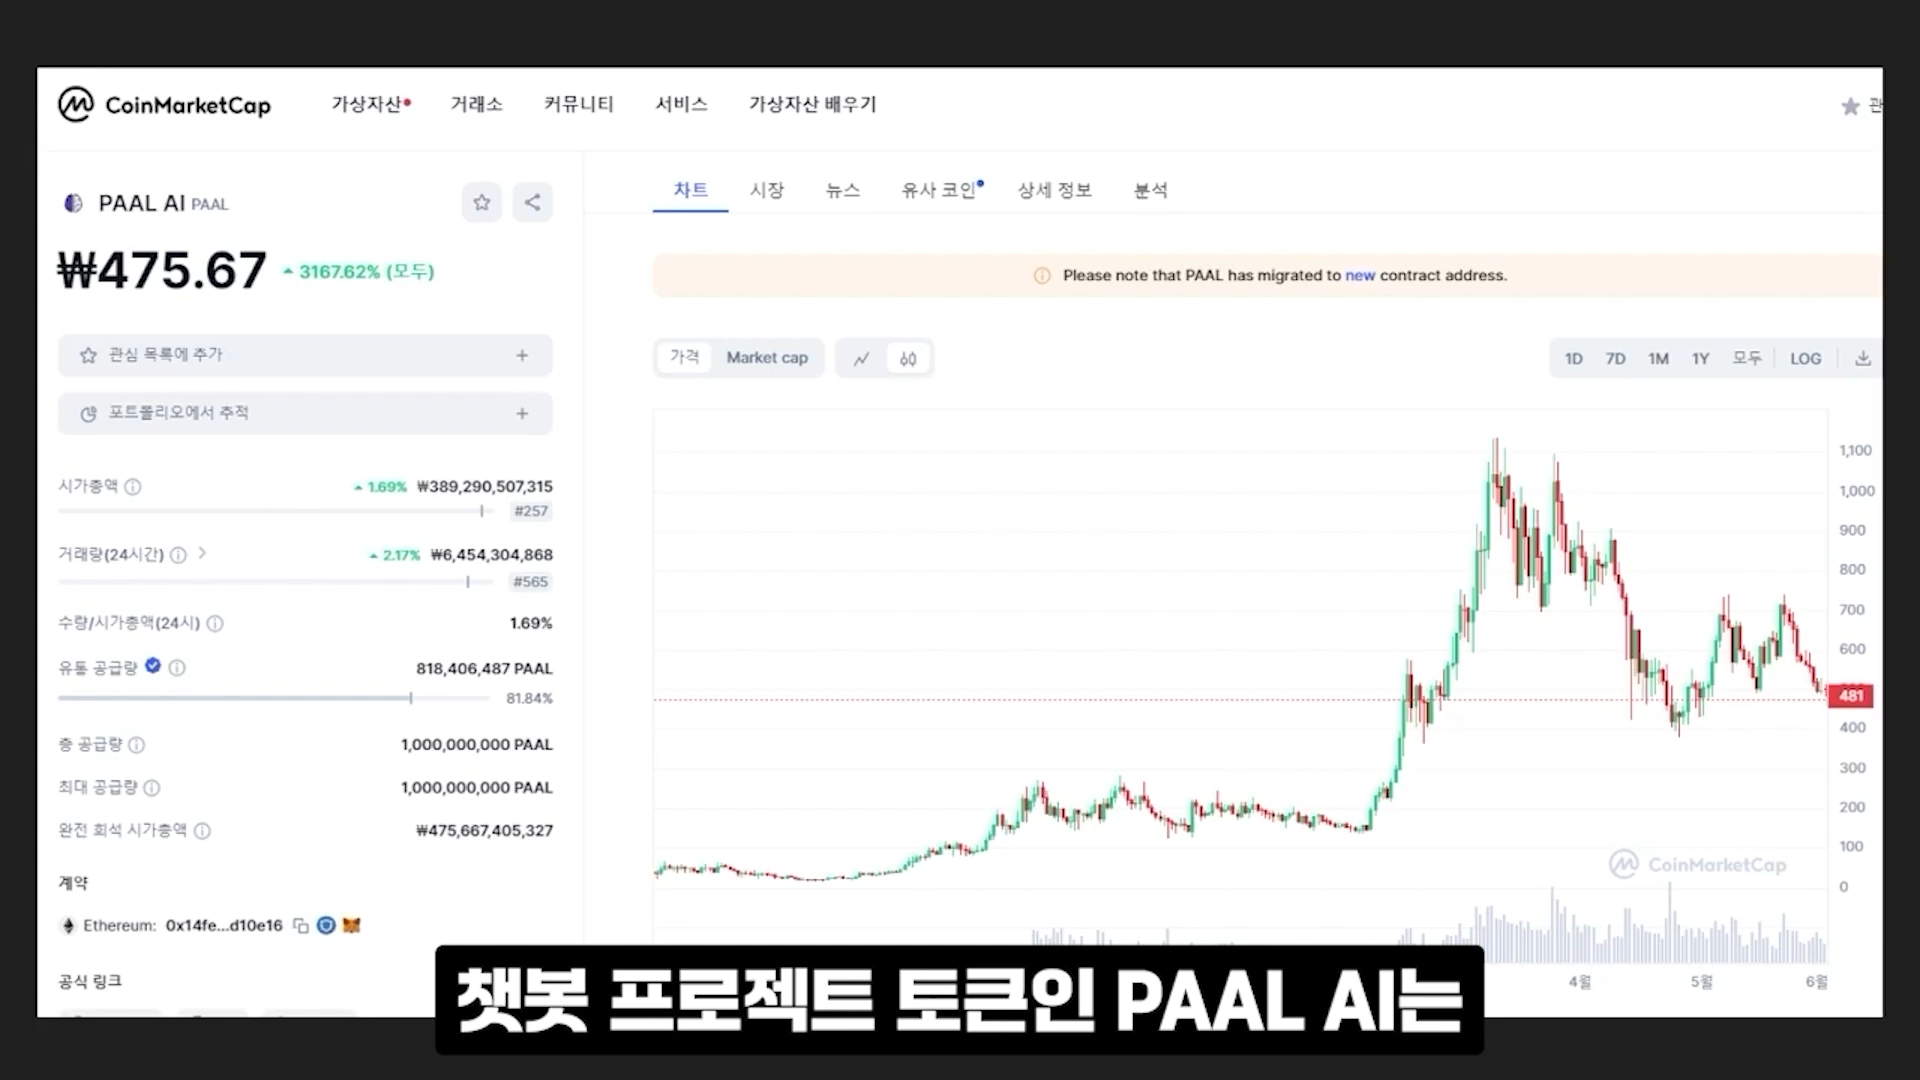 CoinMarketCap 가상자산 거래소 커뮤니티 서비스 가상자산 배우기
PAAL AI PAAL
₩475.67 3167.62% (모두)
관심 목록에 추가 +
포트폴리오에서 추적 +
시가총액 1.69% ₩389,290,507,315
#257
거래량(24시간) 2.17% ₩6,454,304,868
#565
수량/시가총액(24시) 1.69%
유통 공급량 818,406,487 PAAL
81.84%
총 공급량 1,000,000,000 PAAL
최대 공급량 1,000,000,000 PAAL
완전 희석 시가총액 ₩475,667,405,327
계약
Ethereum: 0x14fe...d10e16
공식 링크
차트 시장 뉴스 유사 코인 상세 정보 분석
Please note that PAAL has migrated to new contract address.
가격 Market cap 1D 7D 1M 1Y 모두 LOG
1,100
1,000
900
800
700
600
481
400
300
200
100
0
CoinMarketCap
4월 5월 6월
챗봇 프로젝트 토큰인 PAAL AI는